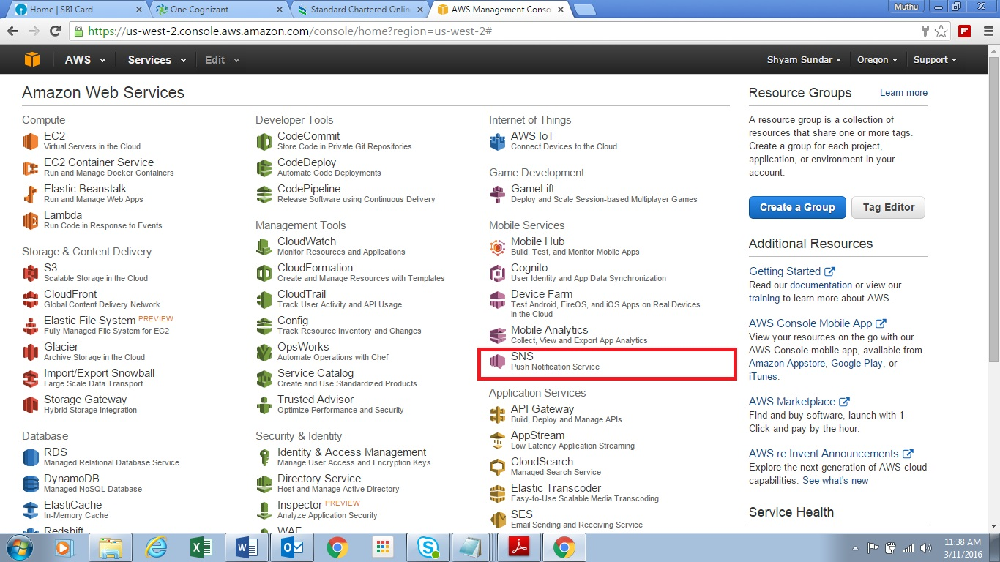 Home | SBI Card
One Cognizant
Standard Chartered Onlin
AWS Management Conso
Muthu
https://us-west-2.console.aws.amazon.com/console/home?region=us-west-2#
AWS
Services
Edit
Shyam Sundar
Oregon
Support
Amazon Web Services
Compute
EC2
Virtual Servers in the Cloud
EC2 Container Service
Run and Manage Docker Containers
Elastic Beanstalk
Run and Manage Web Apps
Lambda
Run Code in Response to Events
Storage & Content Delivery
S3
Scalable Storage in the Cloud
CloudFront
Global Content Delivery Network
Elastic File System PREVIEW
Fully Managed File System for EC2
Glacier
Archive Storage in the Cloud
Import/Export Snowball
Large Scale Data Transport
Storage Gateway
Hybrid Storage Integration
Database
RDS
Managed Relational Database Service
DynamoDB
Managed NoSQL Database
ElastiCache
In-Memory Cache
Redshift
Developer Tools
CodeCommit
Store Code in Private Git Repositories
CodeDeploy
Automate Code Deployments
CodePipeline
Release Software using Continuous Delivery
Management Tools
CloudWatch
Monitor Resources and Applications
CloudFormation
Create and Manage Resources with Templates
CloudTrail
Track User Activity and API Usage
Config
Track Resource Inventory and Changes
OpsWorks
Automate Operations with Chef
Service Catalog
Create and Use Standardized Products
Trusted Advisor
Optimize Performance and Security
Security & Identity
Identity & Access Management
Manage User Access and Encryption Keys
Directory Service
Host and Manage Active Directory
Inspector PREVIEW
Analyze Application Security
WAF
Internet of Things
AWS IoT
Connect Devices to the Cloud
Game Development
GameLift
Deploy and Scale Session-based Multiplayer Games
Mobile Services
Mobile Hub
Build, Test, and Monitor Mobile Apps
Cognito
User Identity and App Data Synchronization
Device Farm
Test Android, FireOS, and iOS Apps on Real Devices
in the Cloud
Mobile Analytics
Collect, View and Export App Analytics
SNS
Push Notification Service
Application Services
API Gateway
Build, Deploy and Manage APIs
AppStream
Low Latency Application Streaming
CloudSearch
Managed Search Service
Elastic Transcoder
Easy-to-Use Scalable Media Transcoding
SES
Email Sending and Receiving Service
Resource Groups
Learn more
A resource group is a collection of
resources that share one or more tags.
Create a group for each project,
application, or environment in your
account.
Create a Group
Tag Editor
Additional Resources
Getting Started
Read our documentation or view our
training to learn more about AWS.
AWS Console Mobile App
View your resources on the go with our
AWS Console mobile app, available from
Amazon Appstore, Google Play, or
iTunes.
AWS Marketplace
Find and buy software, launch with 1-
Click and pay by the hour.
AWS re:Invent Announcements
Explore the next generation of AWS cloud
capabilities. See what's new
Service Health
11:38 AM
3/11/2016